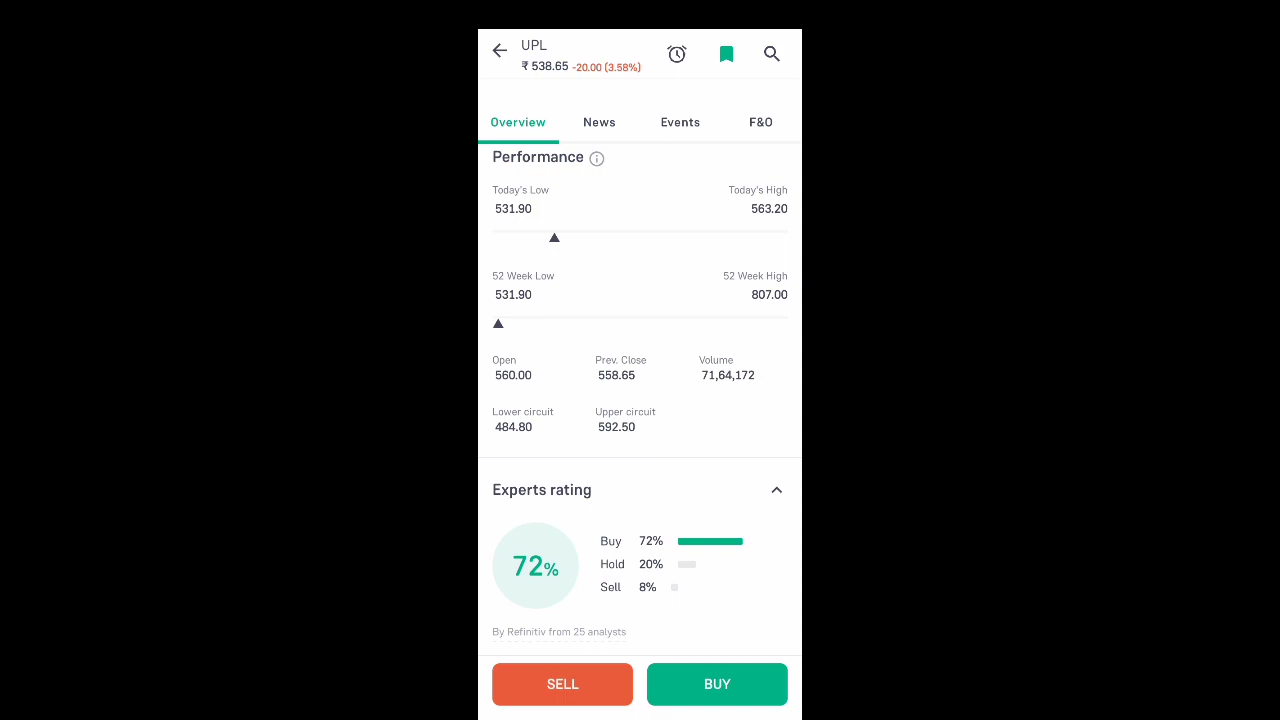 UPL
₹ 538.65 -20.00 (3.58%)
Overview News Events F&O
Performance
Today's Low Today's High
531.90 563.20
52 Week Low 52 Week High
531.90 807.00
Open Prev. Close Volume
560.00 558.65 71,64,172
Lower circuit Upper circuit
484.80 592.50
Experts rating
72%
Buy 72%
Hold 20%
Sell 8%
By Refinitiv from 25 analysts
SELL BUY